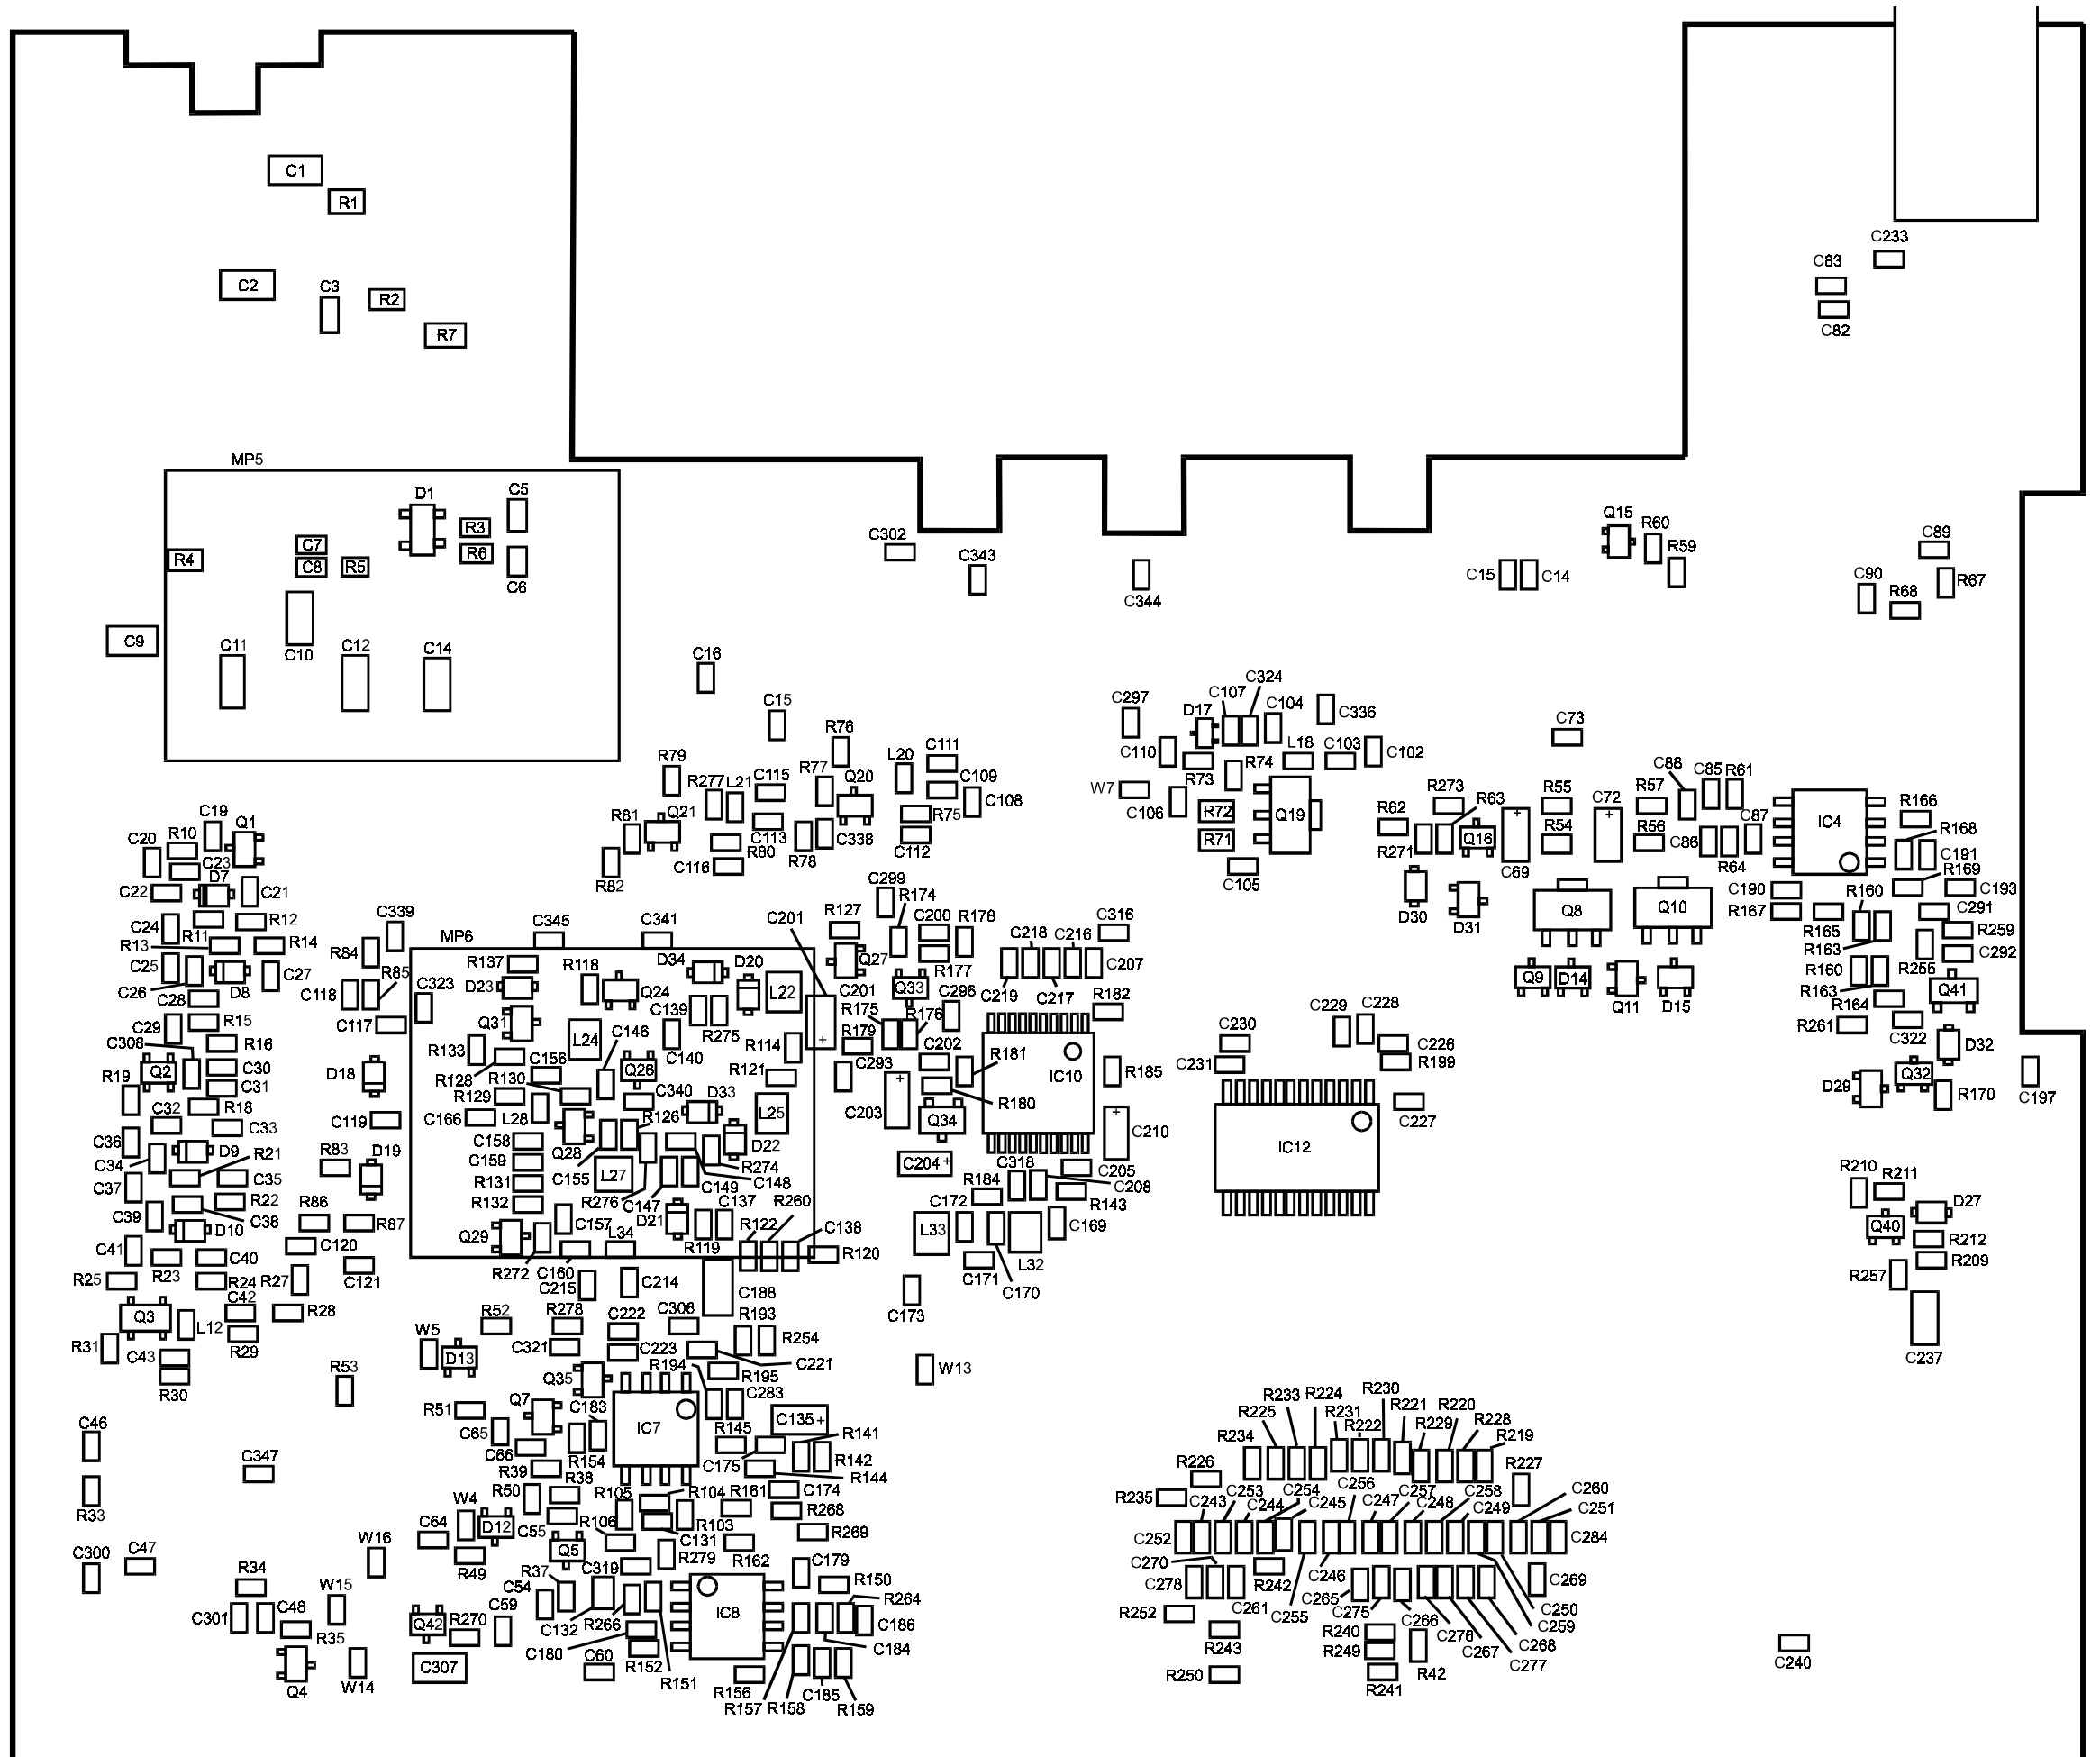 C1
R1
C233
C83
C2
C3
R2
C82
R7
MP5
D1
C5
R3
C7
R6
R4
C8
R5
C6
C302
C343
C344
Q15
R60
R59
C15
C14
C89
C90
R67
R68
C9
C11
C10
C12
C14
C16
C15
R76
C297
D17
C107
C324
C104
C336
C73
R79
R277
L21
C115
R77
Q20
L20
C111
C109
C108
R75
C110
R73
R74
L18
C103
C102
W7
C106
R72
Q19
R71
C105
R81
Q21
C113
R80
R78
C338
C112
C116
R82
R62
R273
R63
R55
C72
R57
C88
C85
R61
R271
Q16
C69
R54
R56
C86
R64
C87
IC4
R166
R168
C191
R169
C193
C190
R167
R160
R165
R163
C291
R259
C292
R255
R160
R163
R164
Q41
R261
C322
D32
Q32
D29
R170
C197
D30
D31
Q8
Q10
Q9
D14
Q11
D15
C19
Q1
C20
R10
C23
D7
C22
C21
C24
R12
R11
R13
R14
C25
C26
D8
C27
C28
C29
R15
C308
R16
Q2
C30
R19
C31
R18
C32
C33
C36
D9
R21
C34
C35
C37
R22
C39
C38
D10
C41
C40
R25
R23
R24
R27
C42
Q3
L12
R28
R31
R29
C43
R30
C339
R84
R85
C118
C323
C117
D18
C119
R83
D19
R86
R87
C120
C121
C345
C341
C201
MP6
R137
D23
R118
Q24
D34
D20
L22
Q31
C139
R275
L24
C146
C140
R133
R128
C156
Q26
R114
R121
R130
R129
C340
D33
L25
C166
L28
R126
C158
Q28
D22
C159
C155
L27
R274
R131
R276
C148
R132
C147
C149
C157
D21
C137
R260
Q29
L34
R119
R122
C138
R120
R272
C160
C215
C214
C188
R127
Q27
C201
C299
R174
C200
R178
R177
Q33
C296
R175
R176
R179
C202
C293
R181
C203
R180
Q34
C204
C218
C216
C316
C207
C219
C217
R182
IC10
R185
C210
C318
C205
R184
C208
R143
C172
L33
C169
L32
C171
C170
C173
C229
C228
C230
C226
C231
R199
C227
IC12
R210
R211
D27
Q40
R212
R209
R257
C237
W5
D13
R52
R278
C222
C306
R193
C321
C223
R254
C221
R194
R195
Q35
R53
W13
R51
Q7
C183
C283
C65
C66
R154
IC7
R145
C135
R141
R142
C175
R144
R39
R38
C174
R50
R105
R104
R161
R268
W4
D12
C55
R106
R103
R269
C64
C131
R162
Q5
R279
R49
R37
C319
C179
R150
C54
R264
C59
C132
R266
IC8
C186
C180
C184
R152
C60
R151
R156
R157
R158
C185
R159
C46
C347
R33
C300
C47
W16
R34
W15
C301
C48
R35
Q4
W14
Q42
R270
C307
R225
R233
R224
R231
R230
R222
R221
R229
R220
R228
R219
R234
R226
R227
R235
C243
C253
C244
C254
C245
C256
C247
C257
C248
C258
C249
C260
C251
C252
C284
C270
C278
R242
C246
C265
C269
C261
C255
C275
C266
C250
R252
C259
R243
R240
C276
C267
C268
R249
C277
R42
R250
R241
C240